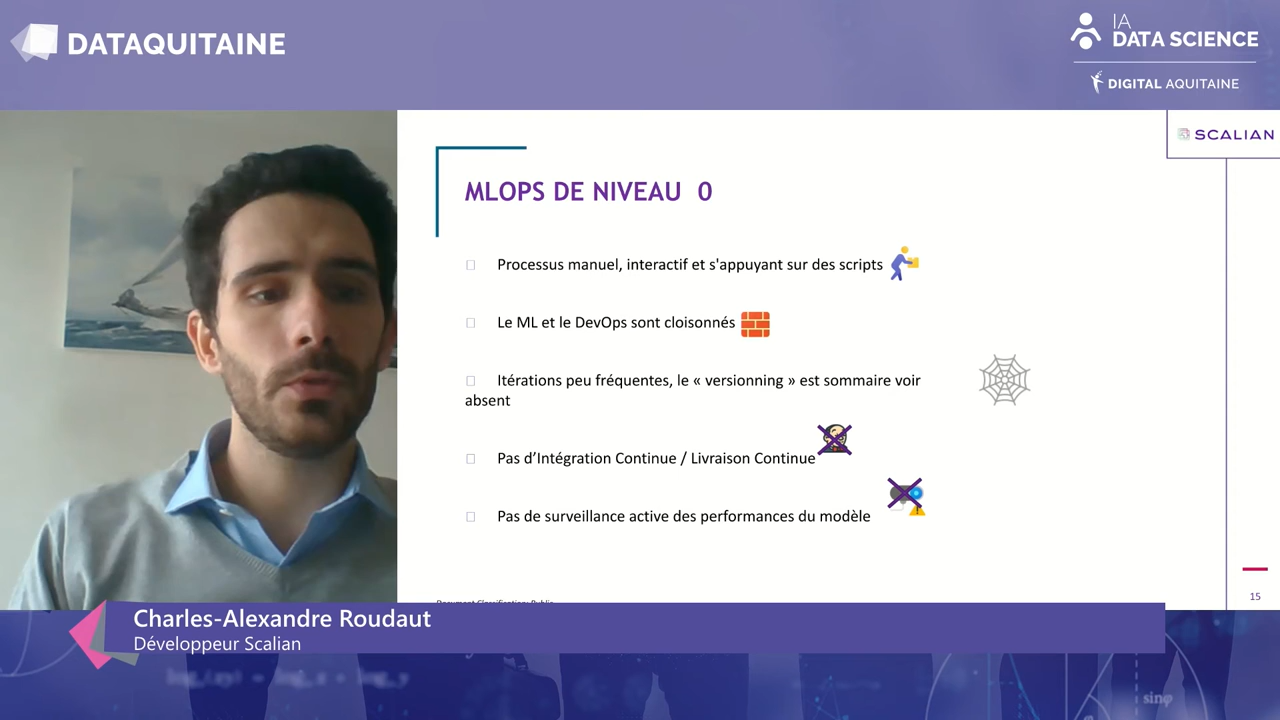 DATAQUITAINE
IA
DATA SCIENCE
DIGITAL AQUITAINE
SCALIAN
MLOPS DE NIVEAU 0
Processus manuel, interactif et s'appuyant sur des scripts
Le ML et le DevOps sont cloisonnés
Itérations peu fréquentes, le « versionning » est sommaire voir
absent
Pas d’Intégration Continue / Livraison Continue
Pas de surveillance active des performances du modèle
15
Charles-Alexandre Roudaut
Développeur Scalian
sinφ